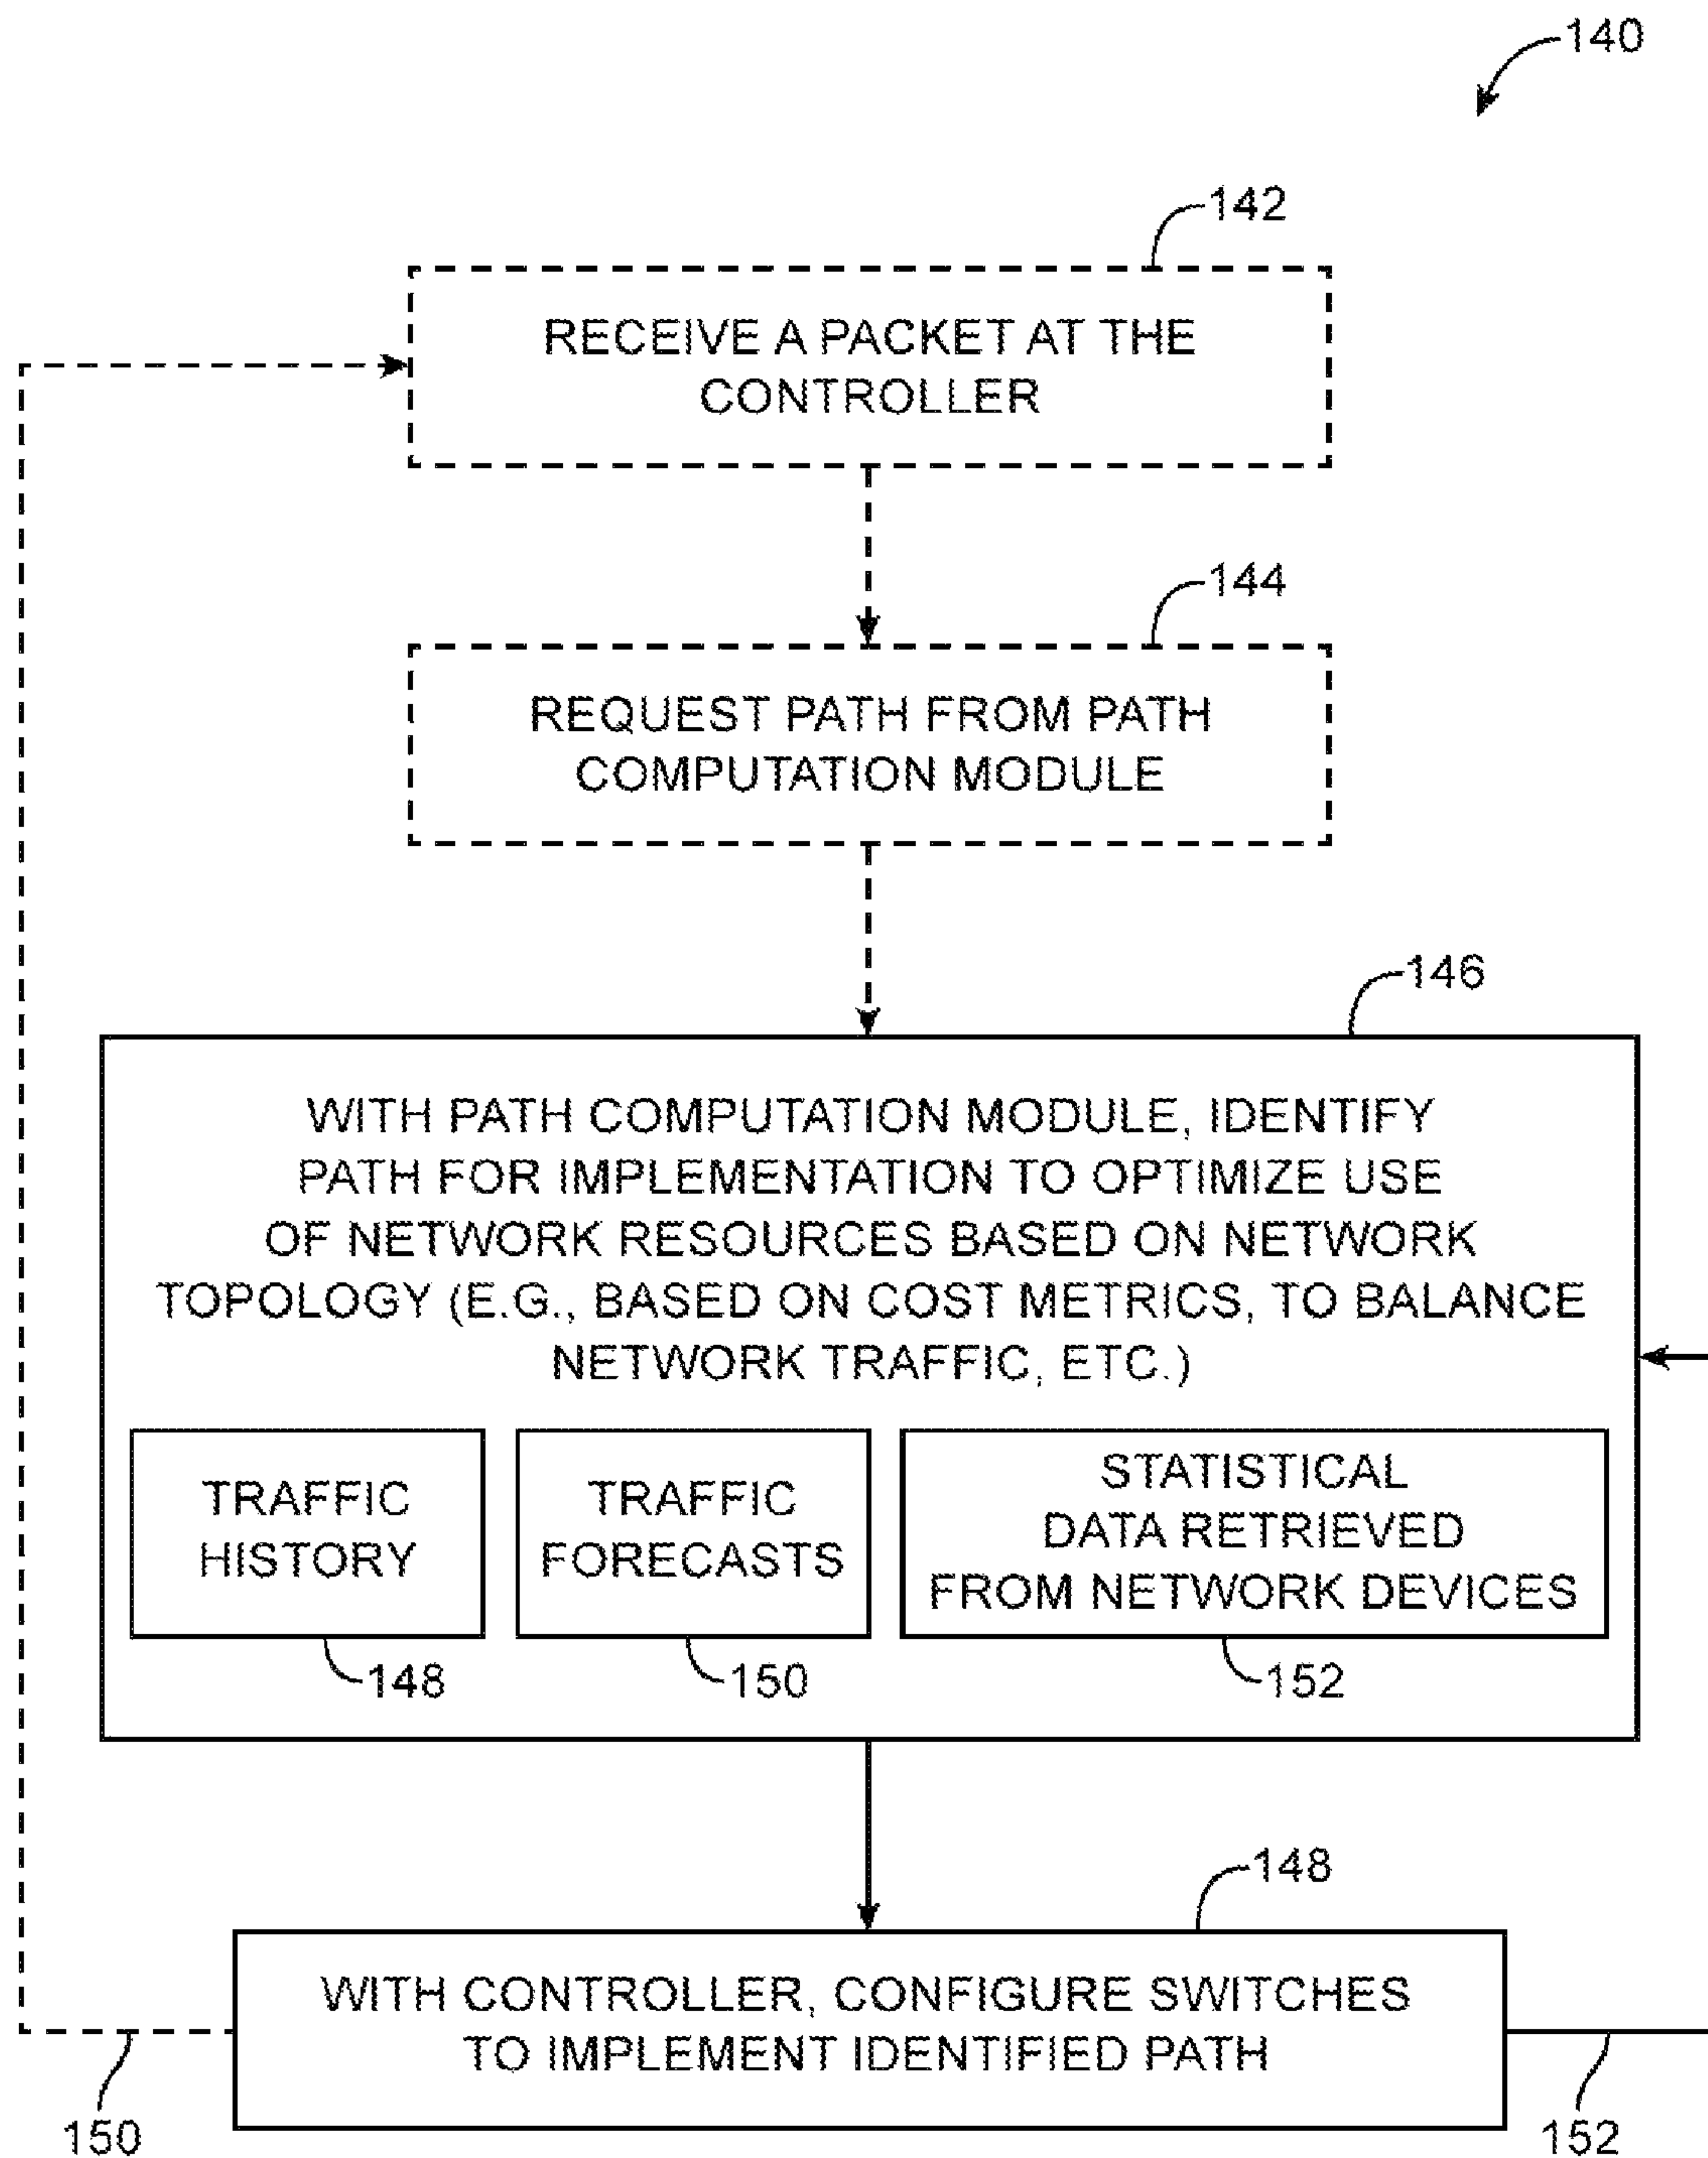 140
142
RECEIVE A PACKET AT THE
CONTROLLER
144
REQUEST PATH FROM PATH
COMPUTATION MODULE
146
WITH PATH COMPUTATION MODULE, IDENTIFY
PATH FOR IMPLEMENTATION TO OPTIMIZE USE
OF NETWORK RESOURCES BASED ON NETWORK
TOPOLOGY (E.G., BASED ON COST METRICS, TO BALANCE
NETWORK TRAFFIC, ETC.)
TRAFFIC
HISTORY
148
TRAFFIC
FORECASTS
150
STATISTICAL
DATA RETRIEVED
FROM NETWORK DEVICES
152
148
WITH CONTROLLER, CONFIGURE SWITCHES
TO IMPLEMENT IDENTIFIED PATH
150
152